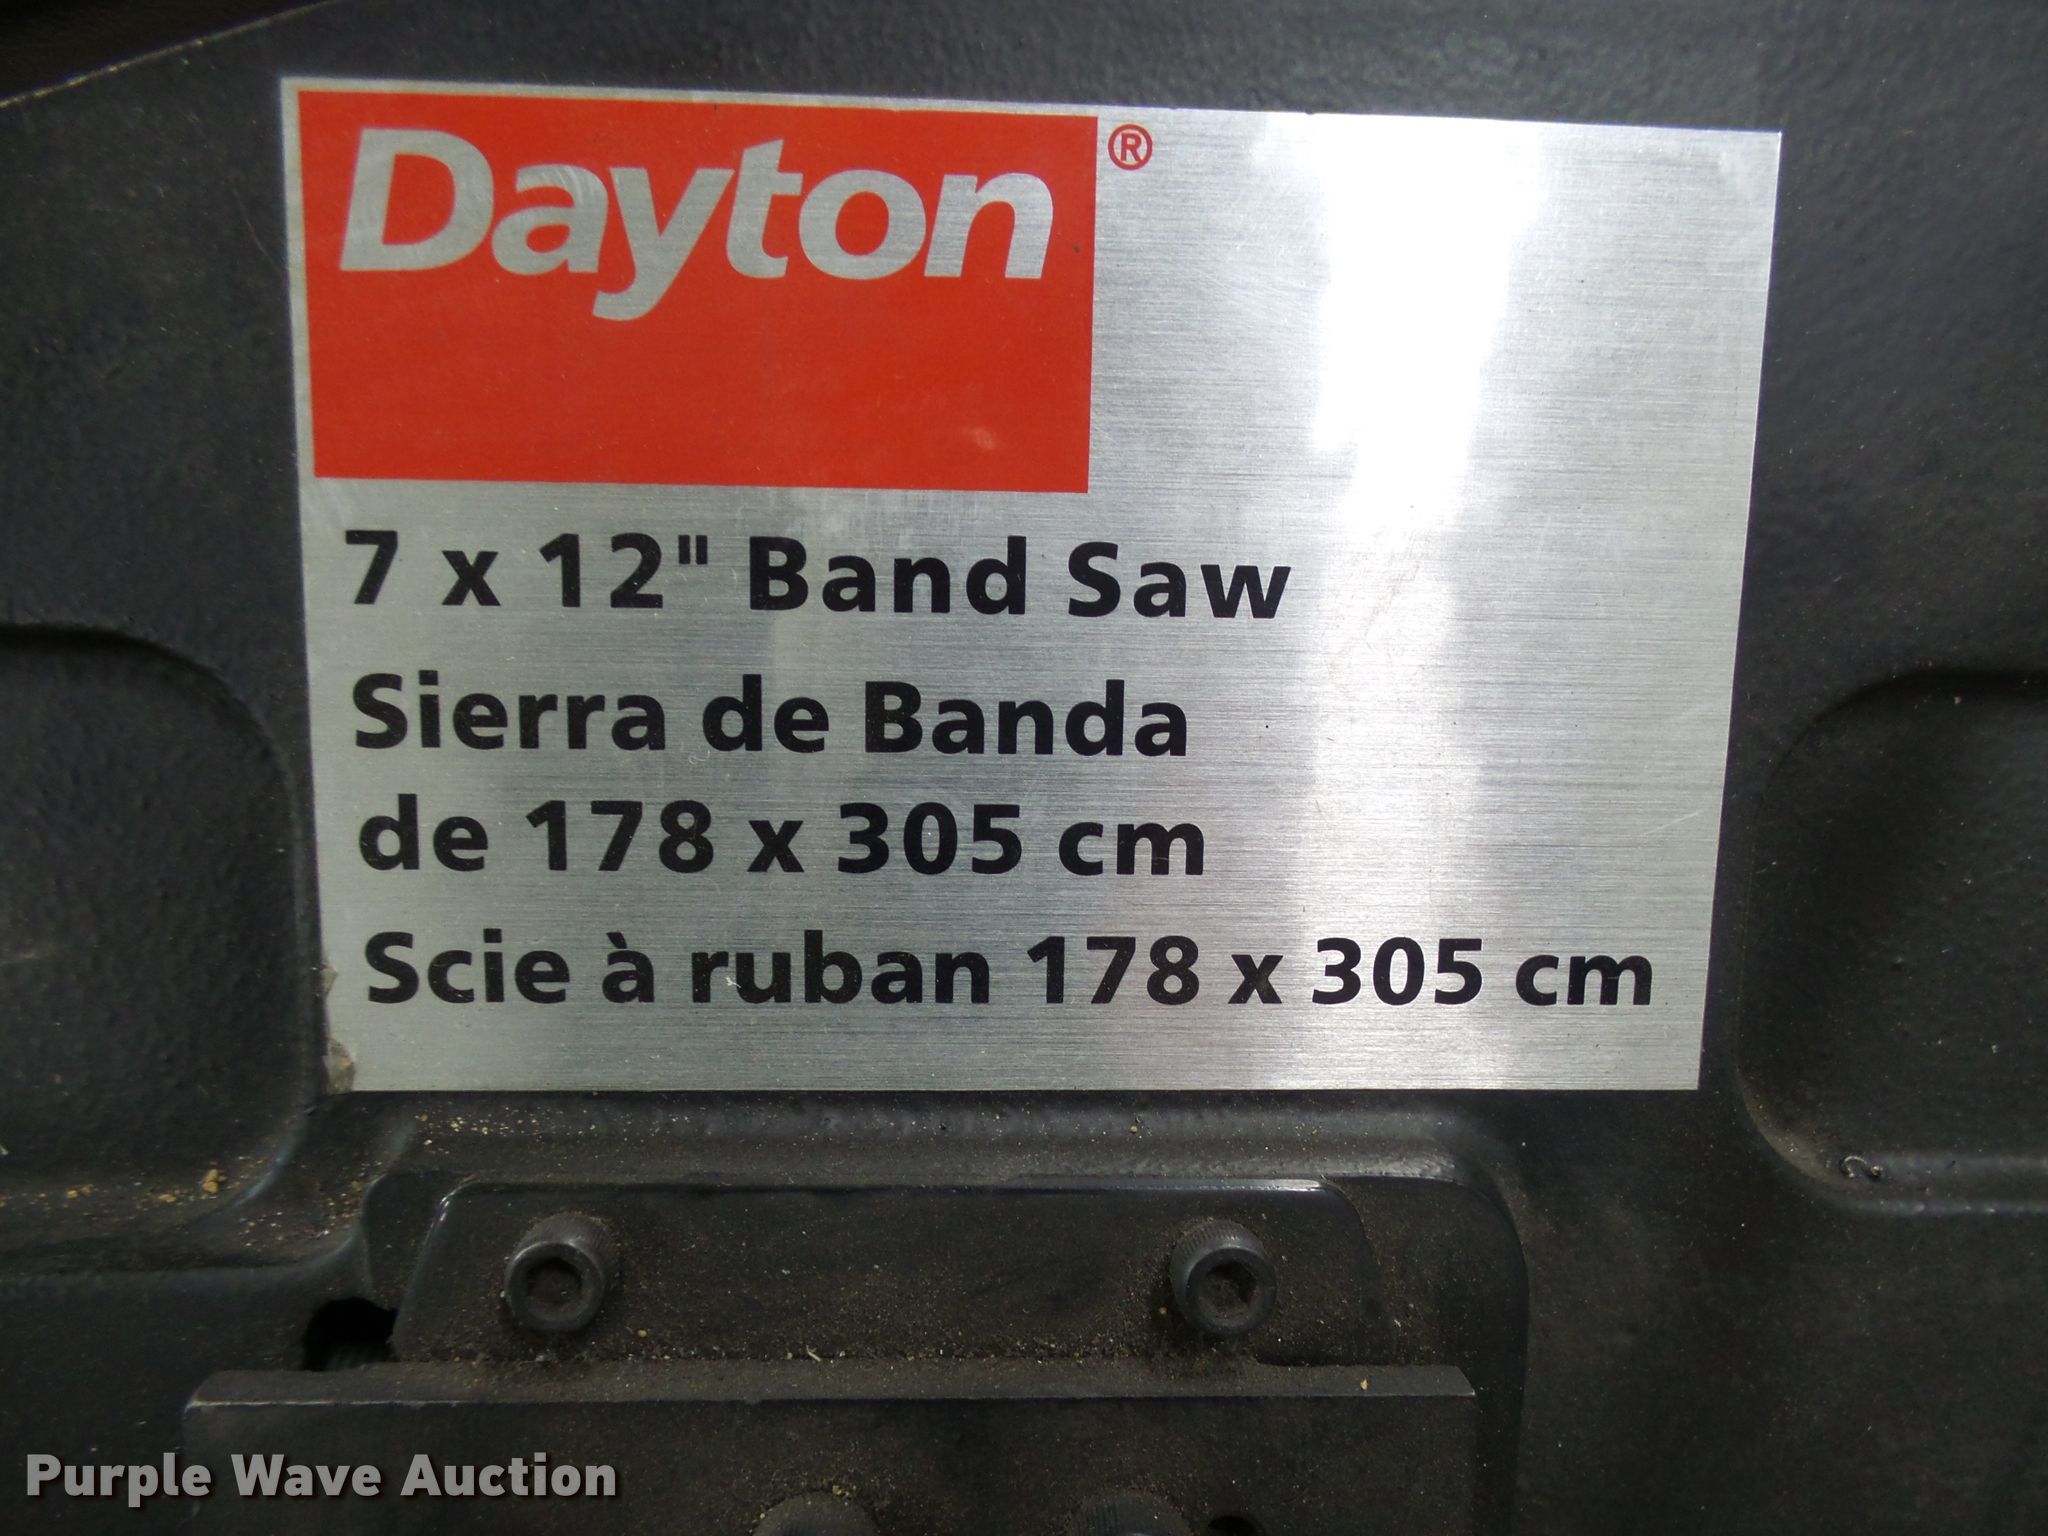 Dayton®
7 x 12" Band Saw
Sierra de Banda
de 178 x 305 cm
Scie à ruban 178 x 305 cm
Purple Wave Auction